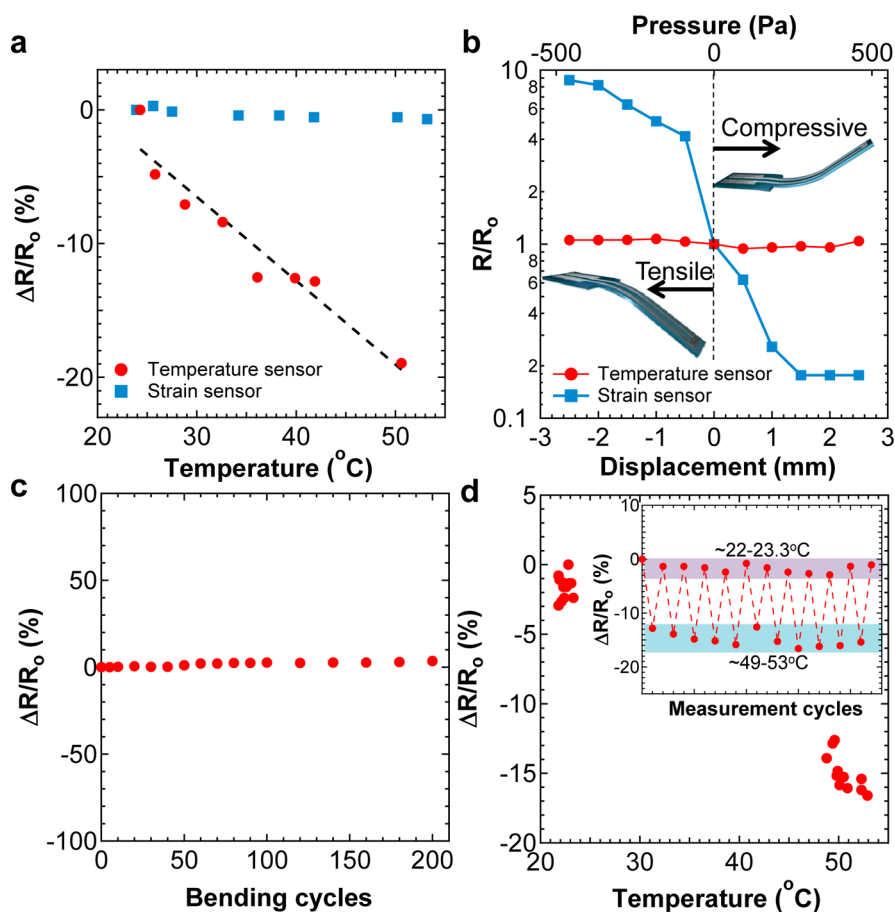 a
0
-10
-20
ΔR/Ro (%)
Temperature sensor
Strain sensor
20 30 40 50
Temperature (oC)
b
Pressure (Pa)
-500 0 500
10
8
6
4
2
1
8
6
4
2
0.1
R/Ro
Compressive
Tensile
Temperature sensor
Strain sensor
-3 -2 -1 0 1 2 3
Displacement (mm)
c
100
50
0
-50
-100
ΔR/Ro (%)
0 50 100 150 200
Bending cycles
d
5
0
-5
-10
-15
-20
ΔR/Ro (%)
10
0
-10
-20
ΔR/Ro (%)
~22-23.3oC
~49-53oC
Measurement cycles
20 30 40 50
Temperature (oC)